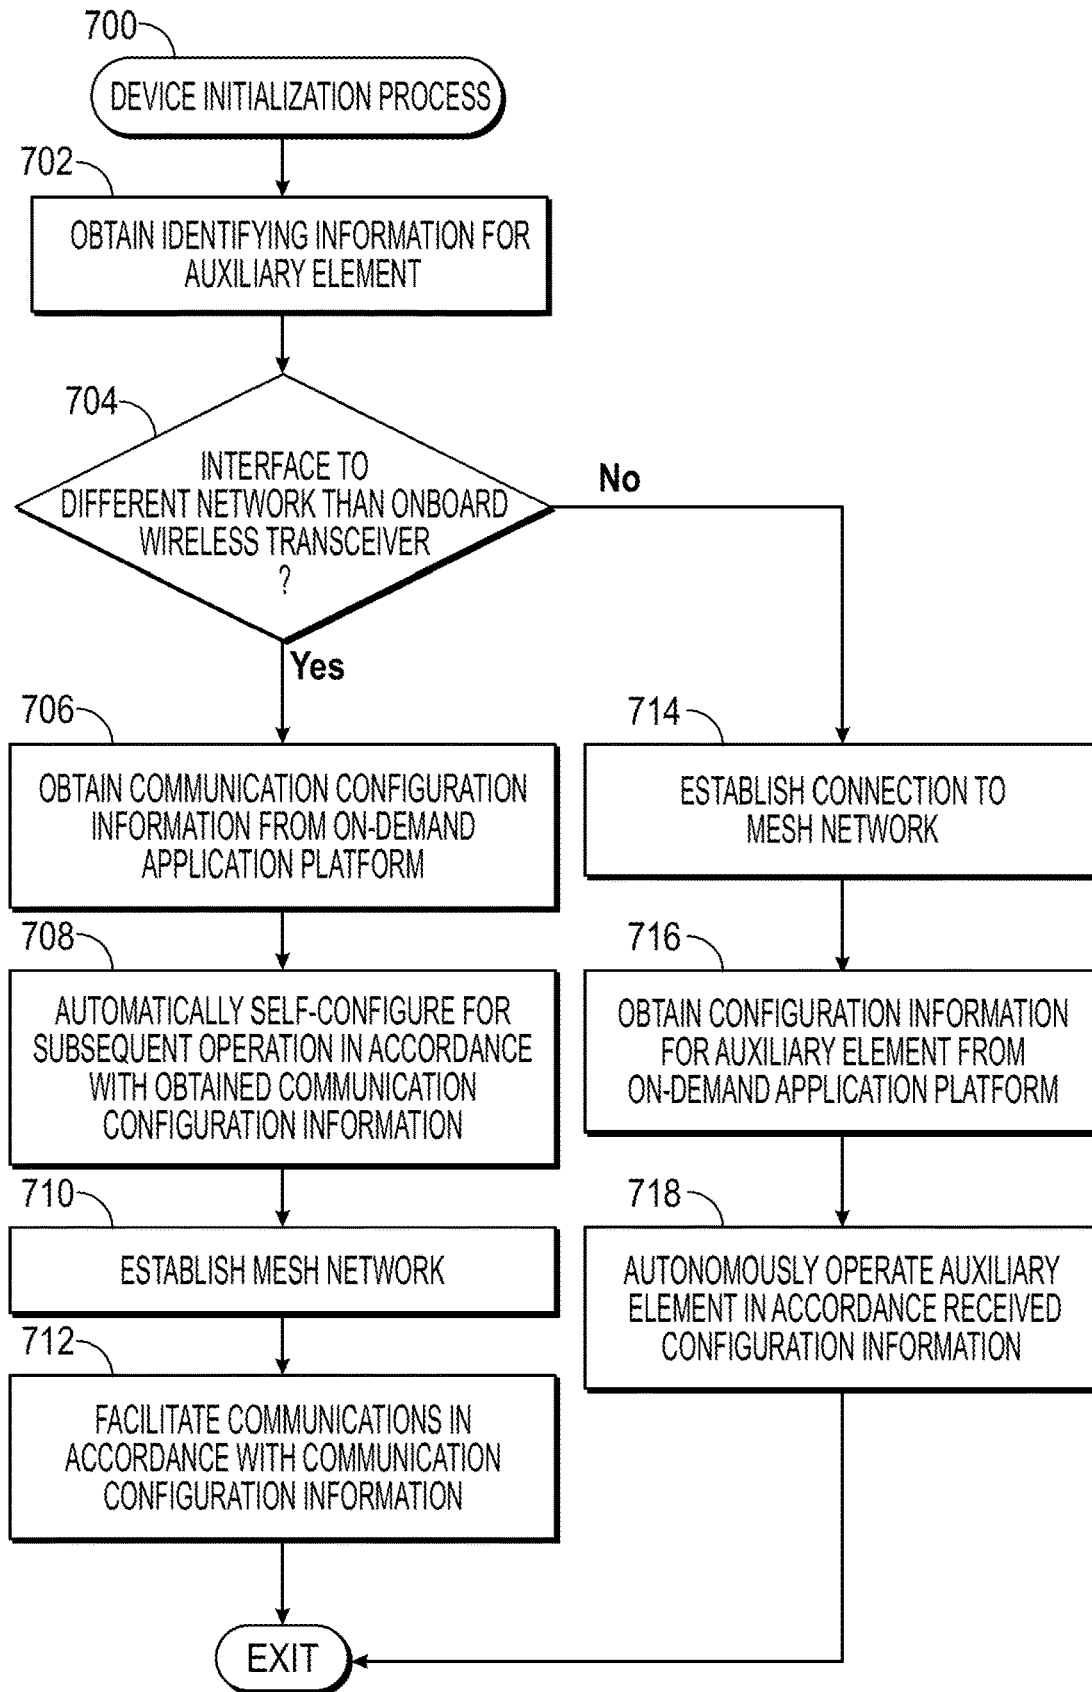 700
DEVICE INITIALIZATION PROCESS
702
OBTAIN IDENTIFYING INFORMATION FOR
AUXILIARY ELEMENT
704
INTERFACE TO
DIFFERENT NETWORK THAN ONBOARD
WIRELESS TRANSCEIVER
?
No
Yes
706
OBTAIN COMMUNICATION CONFIGURATION
INFORMATION FROM ON-DEMAND
APPLICATION PLATFORM
708
AUTOMATICALLY SELF-CONFIGURE FOR
SUBSEQUENT OPERATION IN ACCORDANCE
WITH OBTAINED COMMUNICATION
CONFIGURATION INFORMATION
710
ESTABLISH MESH NETWORK
712
FACILITATE COMMUNICATIONS IN
ACCORDANCE WITH COMMUNICATION
CONFIGURATION INFORMATION
714
ESTABLISH CONNECTION TO
MESH NETWORK
716
OBTAIN CONFIGURATION INFORMATION
FOR AUXILIARY ELEMENT FROM
ON-DEMAND APPLICATION PLATFORM
718
AUTONOMOUSLY OPERATE AUXILIARY
ELEMENT IN ACCORDANCE RECEIVED
CONFIGURATION INFORMATION
EXIT